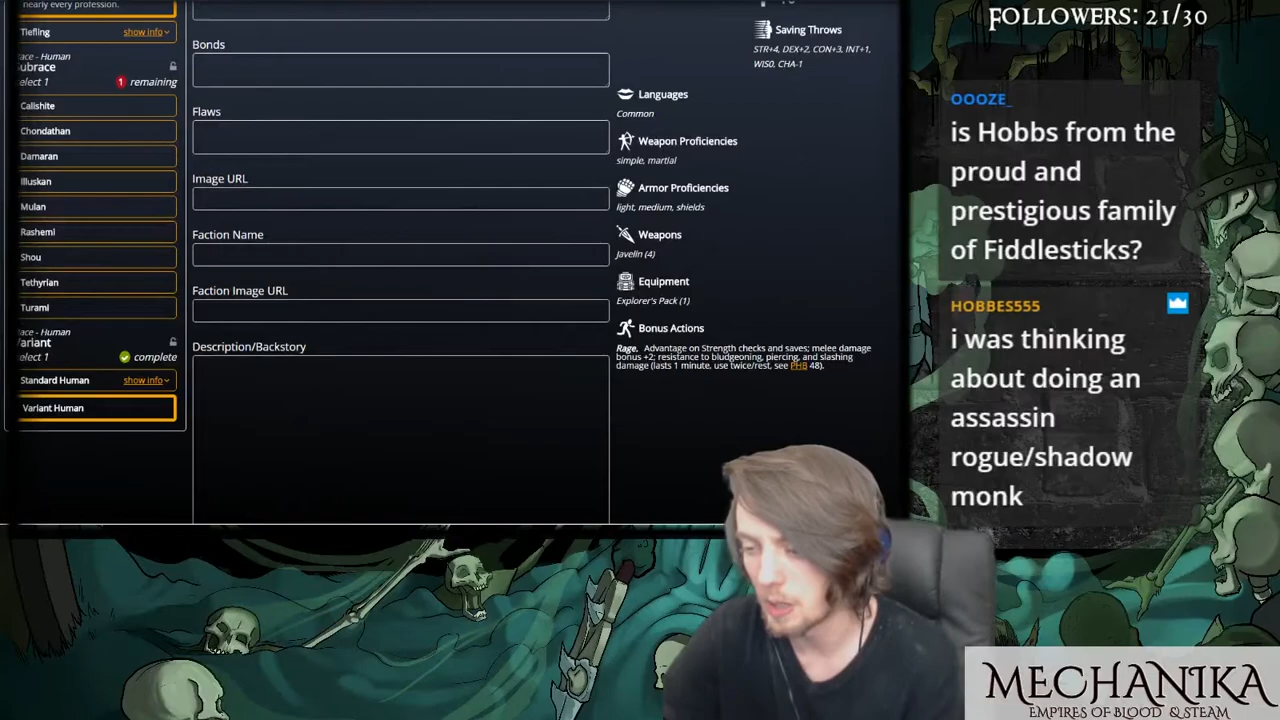 nearly every profession.
Tiefling show info
ace - Human
Subrace
elect 1 1 remaining
Calishite
Chondathan
Damaran
Illuskan
Mulan
Rashemi
Shou
Tethyrian
Turami
ace - Human
Variant
elect 1 complete
Standard Human show info
Variant Human
Bonds
Flaws
Image URL
Faction Name
Faction Image URL
Description/Backstory
Saving Throws
STR+4, DEX+2, CON+3, INT+1,
WIS0, CHA-1
Languages
Common
Weapon Proficiencies
simple, martial
Armor Proficiencies
light, medium, shields
Weapons
Javelin (4)
Equipment
Explorer's Pack (1)
Bonus Actions
Rage. Advantage on Strength checks and saves; melee damage
bonus +2; resistance to bludgeoning, piercing, and slashing
damage (lasts 1 minute, use twice/rest, see PHB 48).
Followers: 21/30
OOOZE_
is Hobbs from the
proud and
prestigious family
of Fiddlesticks?
HOBBES555
i was thinking
about doing an
assassin
rogue/shadow
monk
MECHANIKA
EMPIRES OF BLOOD & STEAM